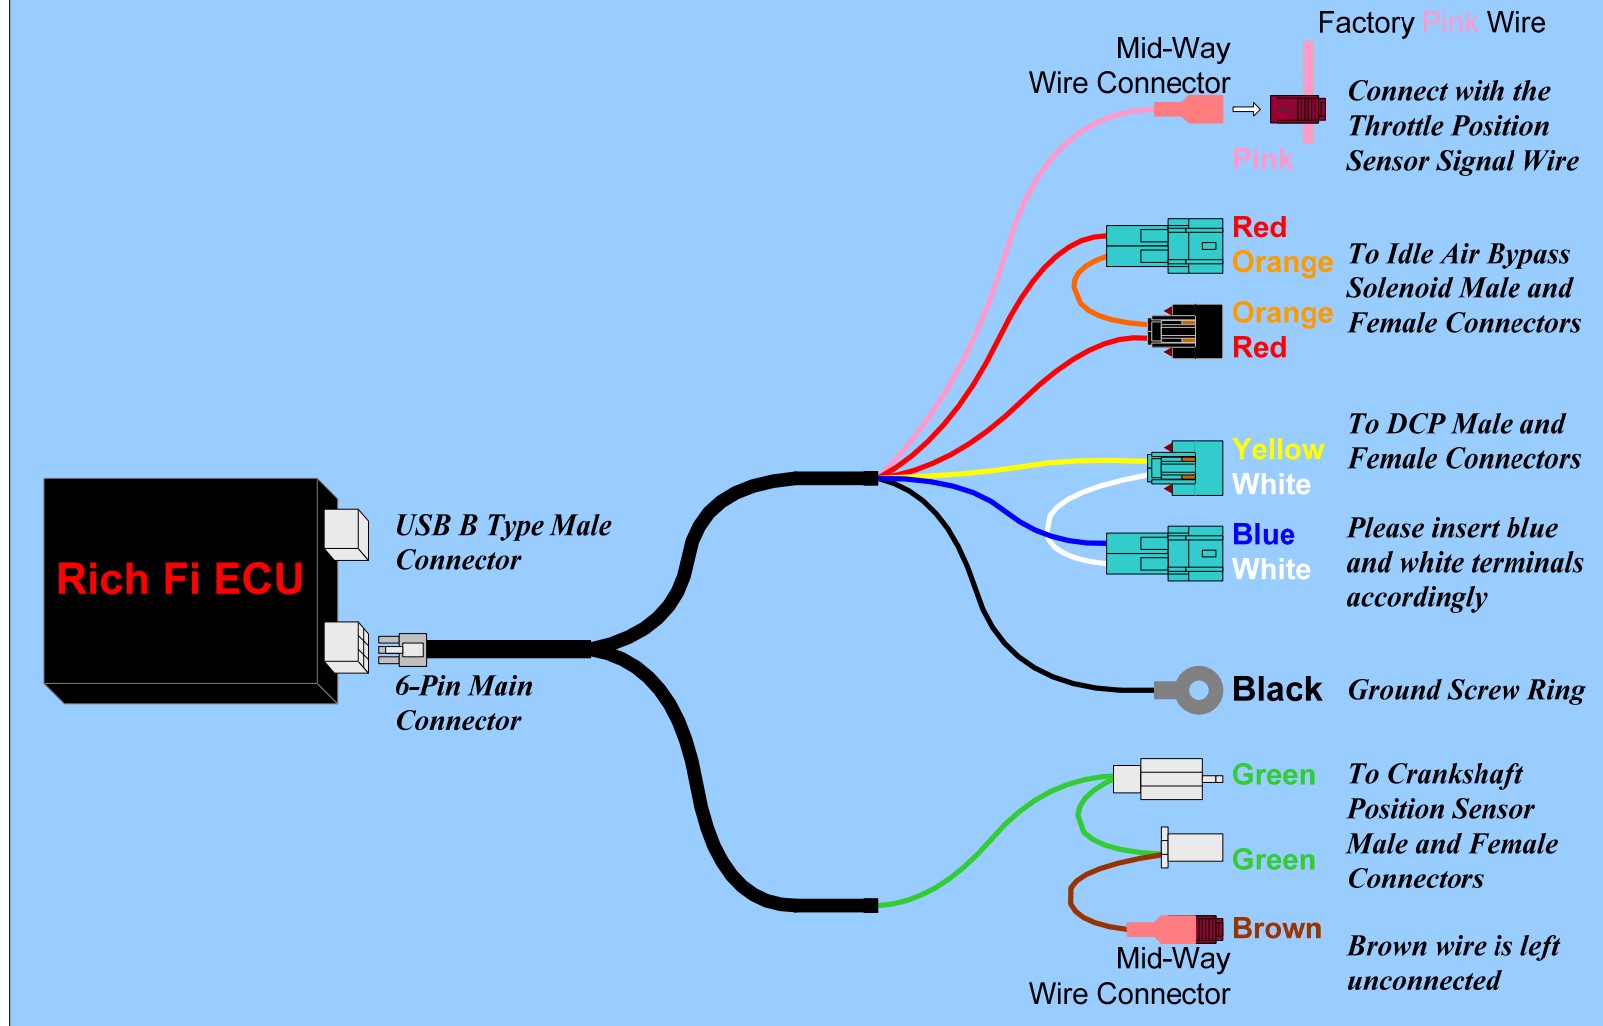 Factory Pink Wire
Mid-Way
Wire Connector
Connect with the
Throttle Position
Sensor Signal Wire
Pink
Red
Orange
To Idle Air Bypass
Solenoid Male and
Female Connectors
Orange
Red
To DCP Male and
Female Connectors
Yellow
White
Blue
White
Please insert blue
and white terminals
accordingly
Rich Fi ECU
USB B Type Male
Connector
6-Pin Main
Connector
Black
Ground Screw Ring
Green
To Crankshaft
Position Sensor
Male and Female
Connectors
Green
Brown
Mid-Way
Wire Connector
Brown wire is left
unconnected